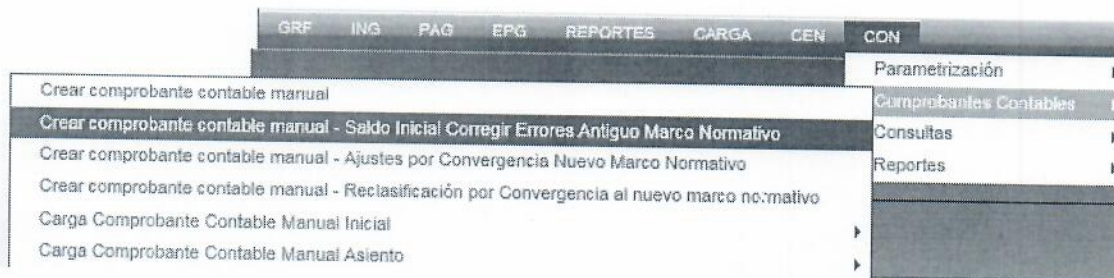 GRF ING PAG EPG REPORTES CARGA CEN CON
Parametrización
Comprobantes Contables
Consultas
Reportes
Crear comprobante contable manual
Crear comprobante contable manual - Saldo Inicial Corregir Errores Antiguo Marco Normativo
Crear comprobante contable manual - Ajustes por Convergencia Nuevo Marco Normativo
Crear comprobante contable manual - Reclasificación por Convergencia al nuevo marco normativo
Carga Comprobante Contable Manual Inicial
Carga Comprobante Contable Manual Asiento